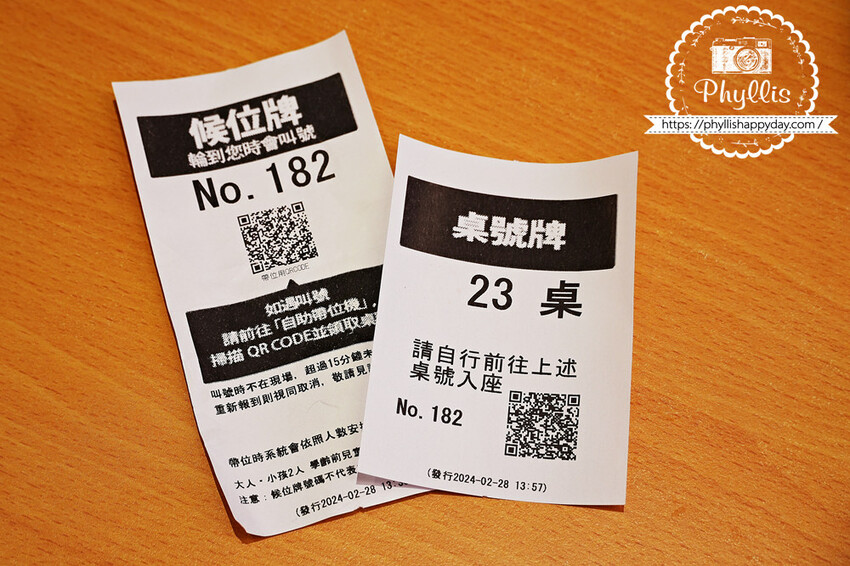 候位牌
輪到您時會叫號
No. 182
帶位用QRCODE
如遇叫號
請前往「自助帶位機」,
掃描 QR CODE並領取桌
叫號時不在現場, 超過15分鐘未
重新報到則視同取消, 敬請見
帶位時系統會依照人數安
大人・小孩2人 學齡前兒童
注意:候位牌號碼不代表
(發行2024-02-28 13:
桌號牌
23 桌
請自行前往上述
桌號入座
No. 182
(發行2024-02-28 13:57)
Phyllis
https://phyllishappyday.com /